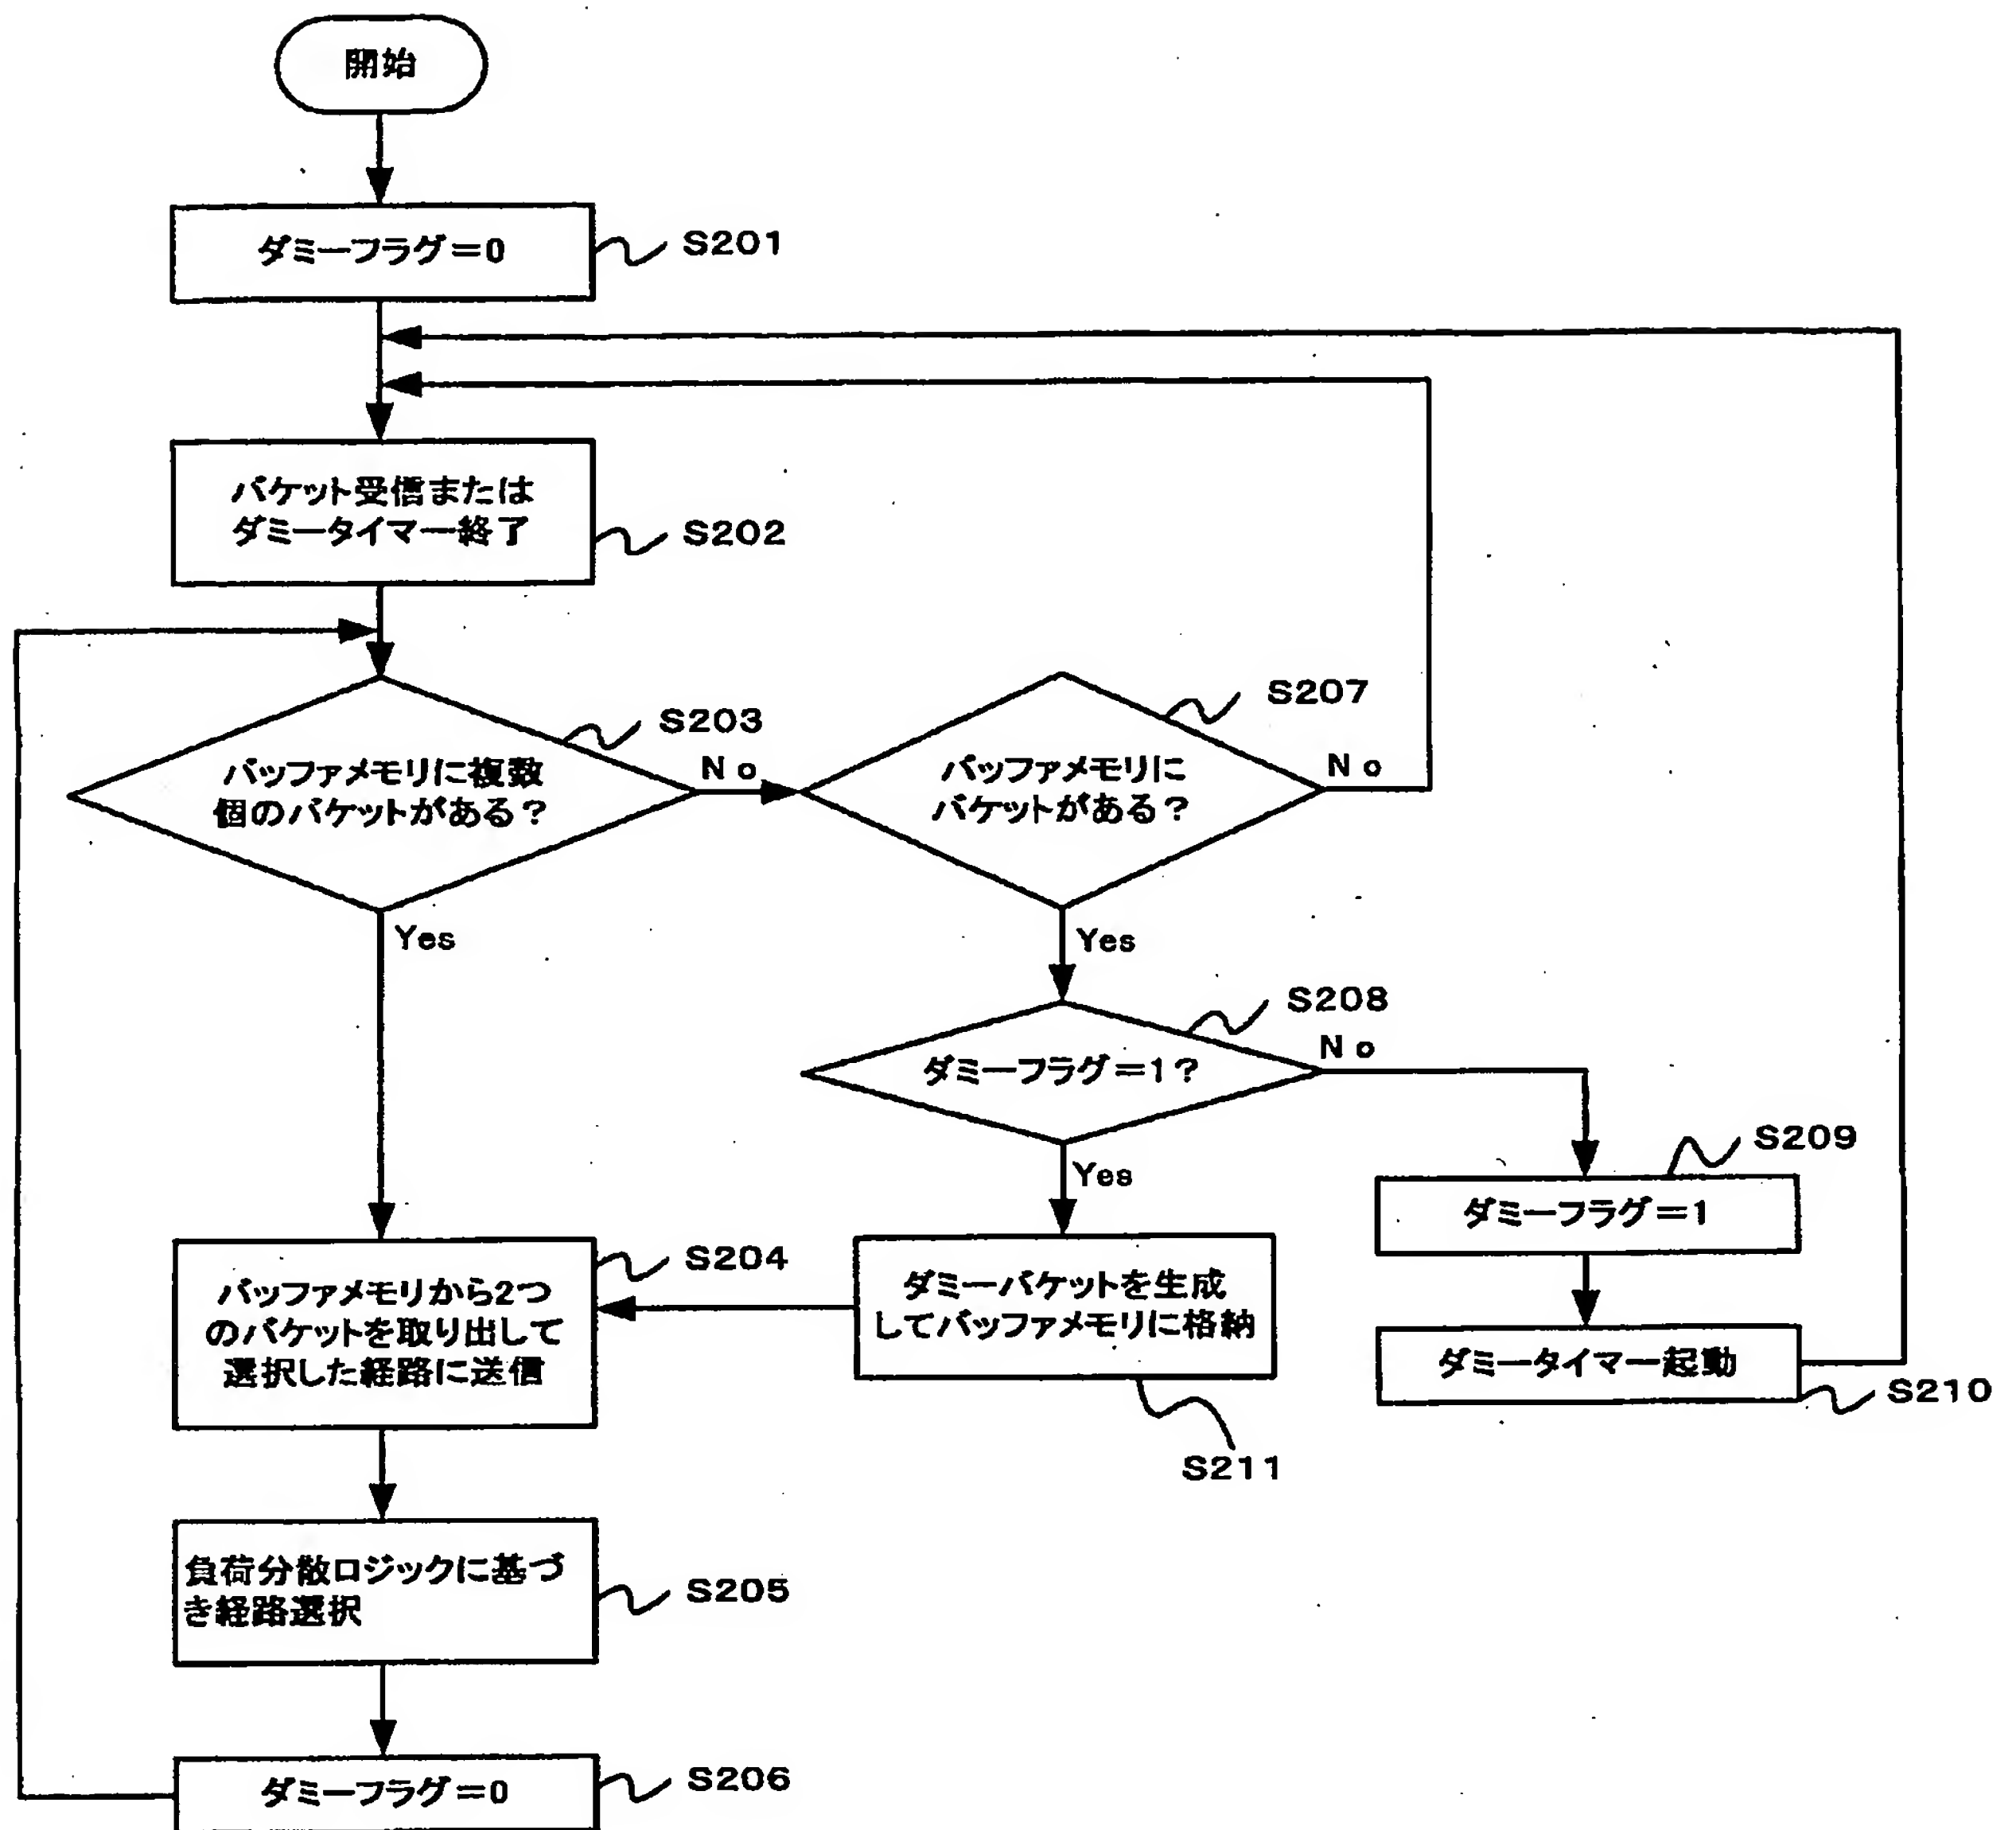 開始
ダミーフラグ=0
S201
パケット受信または
ダミータイマー終了
S202
バッファメモリに複数
個のパケットがある?
S203
No
Yes
バッファメモリに
パケットがある?
S207
No
Yes
ダミーフラグ=1?
S208
No
Yes
ダミーフラグ=1
S209
ダミータイマー起動
S210
ダミーパケットを生成
してバッファメモリに格納
S211
バッファメモリから2つ
のパケットを取り出して
選択した経路に送信
S204
負荷分散ロジックに基づ
き経路選択
S205
ダミーフラグ=0
S206